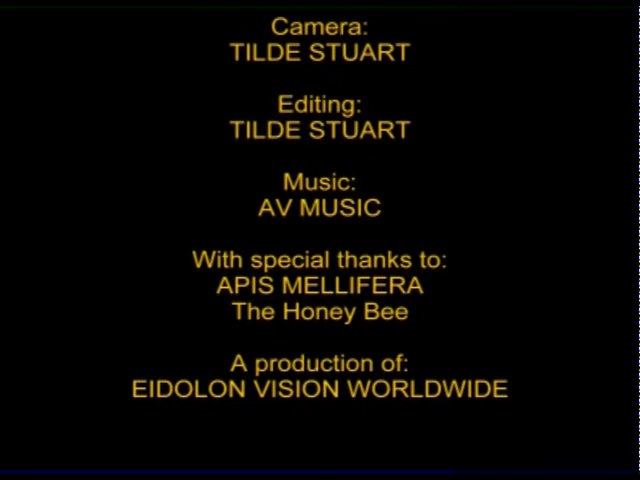 Camera:
TILDE STUART
Editing:
TILDE STUART
Music:
AV MUSIC
With special thanks to:
APIS MELLIFERA
The Honey Bee
A production of:
EIDOLON VISION WORLDWIDE